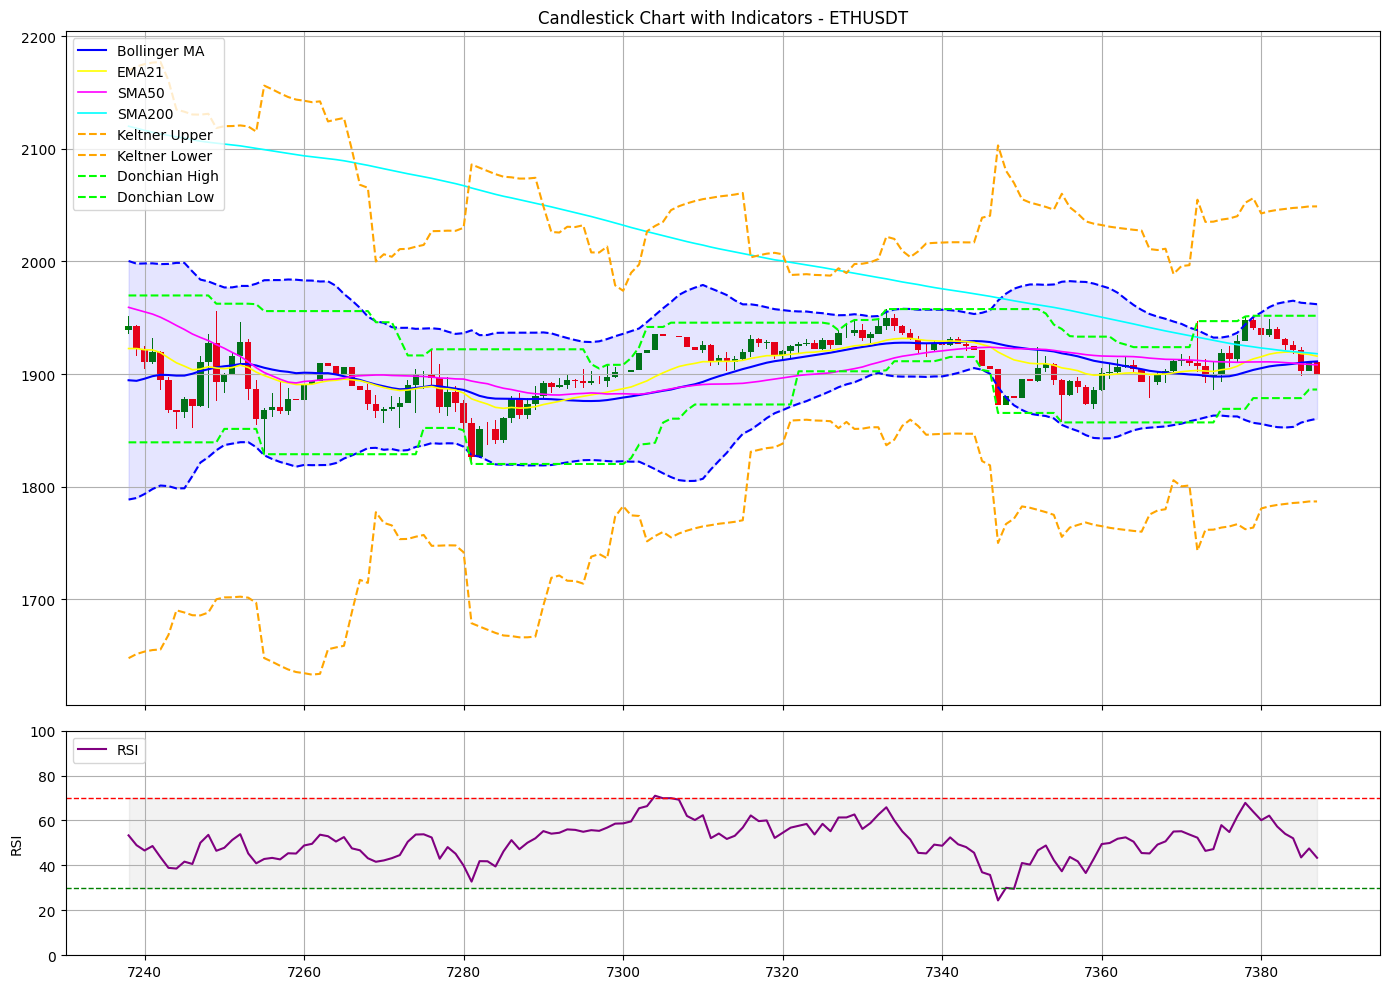 Candlestick Chart with Indicators - ETHUSDT
2200
2100
2000
1900
1800
1700
Bollinger MA
EMA21
SMA50
SMA200
Keltner Upper
Keltner Lower
Donchian High
Donchian Low
100
80
60
40
20
0
RSI
RSI
7240 7260 7280 7300 7320 7340 7360 7380